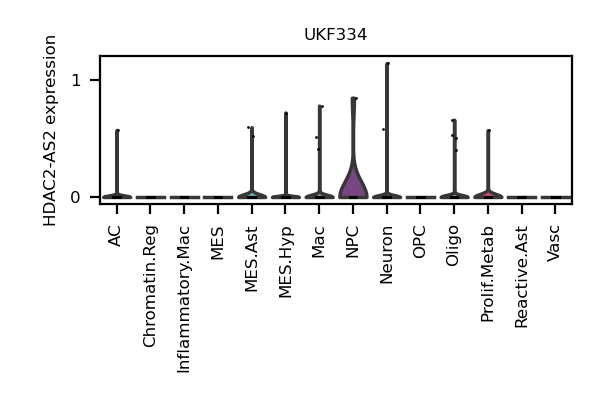 UKF334
HDAC2-AS2 expression
1
0
AC
Chromatin.Reg
Inflammatory.Mac
MES
MES.Ast
MES.Hyp
Mac
NPC
Neuron
OPC
Oligo
Prolif.Metab
Reactive.Ast
Vasc